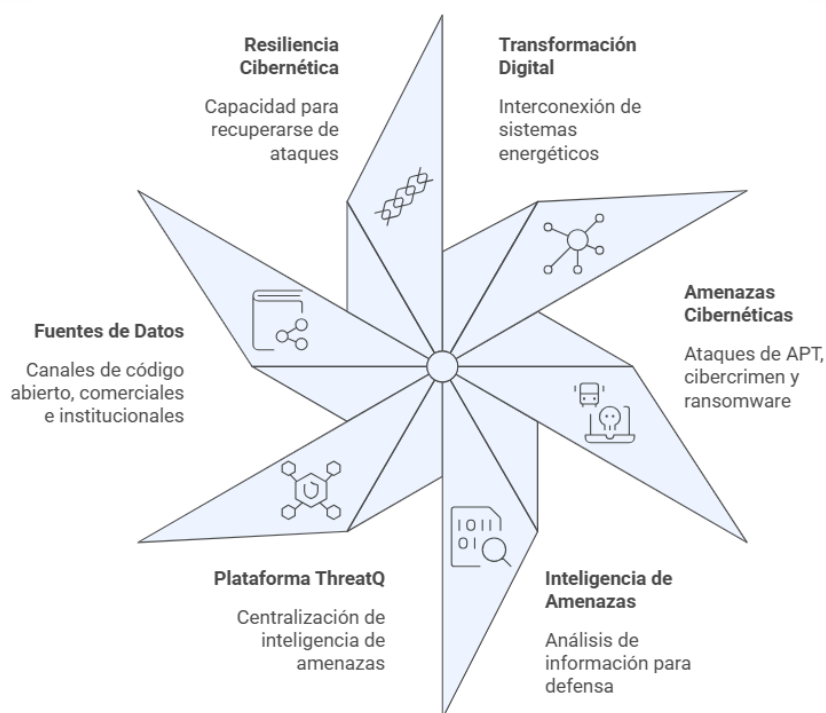 Resiliencia
Cibernética
Capacidad para
recuperarse de
ataques
Transformación
Digital
Interconexión de
sistemas
energéticos
Amenazas
Cibernéticas
Ataques de APT,
cibercrimen y
ransomware
Fuentes de Datos
Canales de código
abierto, comerciales
e institucionales
Plataforma ThreatQ
Centralización de
inteligencia de
amenazas
Inteligencia de
Amenazas
Análisis de
información para
defensa
1011
01